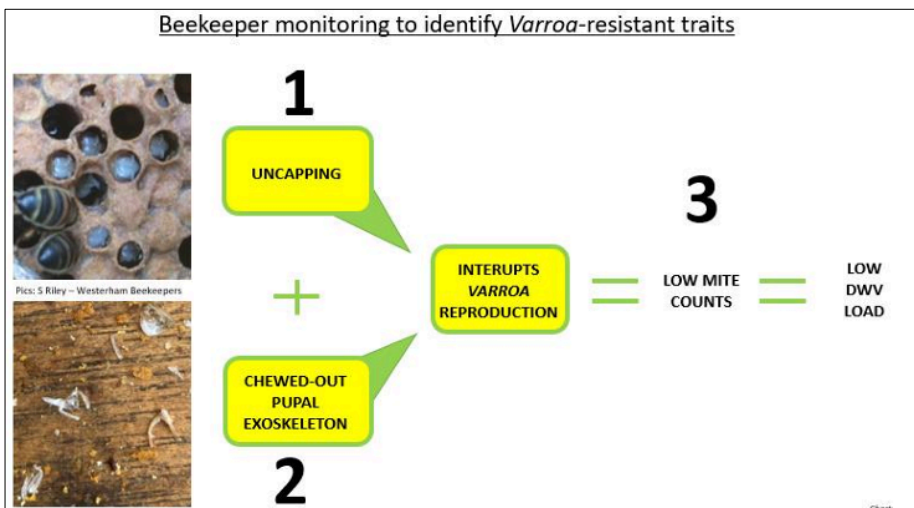 Beekeeper monitoring to identify Varroa-resistant traits
1
UNCAPPING
Pics: S Riley – Westerham Beekeepers
+
CHEWED-OUT
PUPAL
EXOSKELETON
2
INTERUPTS
VARROA
REPRODUCTION
3
=
LOW MITE
COUNTS
=
LOW
DWV
LOAD